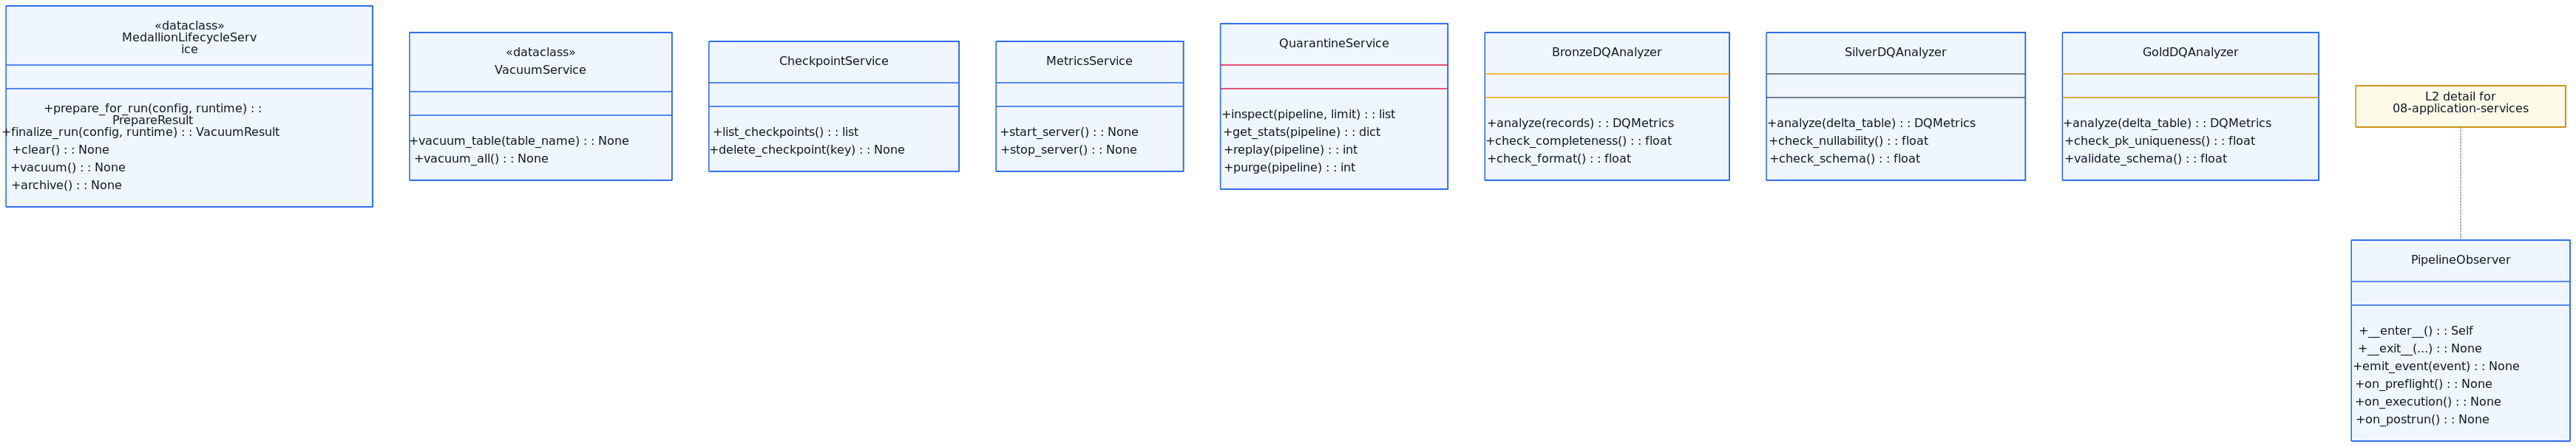 «dataclass»
MedallionLifecycleServ
ice
+prepare_for_run(config, runtime) : :
PrepareResult
+finalize_run(config, runtime) : : VacuumResult
+clear() : : None
+vacuum() : : None
+archive() : : None
«dataclass»
VacuumService
+vacuum_table(table_name) : : None
+vacuum_all() : : None
CheckpointService
+list_checkpoints() : : list
+delete_checkpoint(key) : : None
MetricsService
+start_server() : : None
+stop_server() : : None
QuarantineService
+inspect(pipeline, limit) : : list
+get_stats(pipeline) : : dict
+replay(pipeline) : : int
+purge(pipeline) : : int
BronzeDQAnalyzer
+analyze(records) : : DQMetrics
+check_completeness() : : float
+check_format() : : float
SilverDQAnalyzer
+analyze(delta_table) : : DQMetrics
+check_nullability() : : float
+check_schema() : : float
GoldDQAnalyzer
+analyze(delta_table) : : DQMetrics
+check_pk_uniqueness() : : float
+validate_schema() : : float
L2 detail for
08-application-services
PipelineObserver
+__enter__() : : Self
+__exit__(...) : : None
+emit_event(event) : : None
+on_preflight() : : None
+on_execution() : : None
+on_postrun() : : None